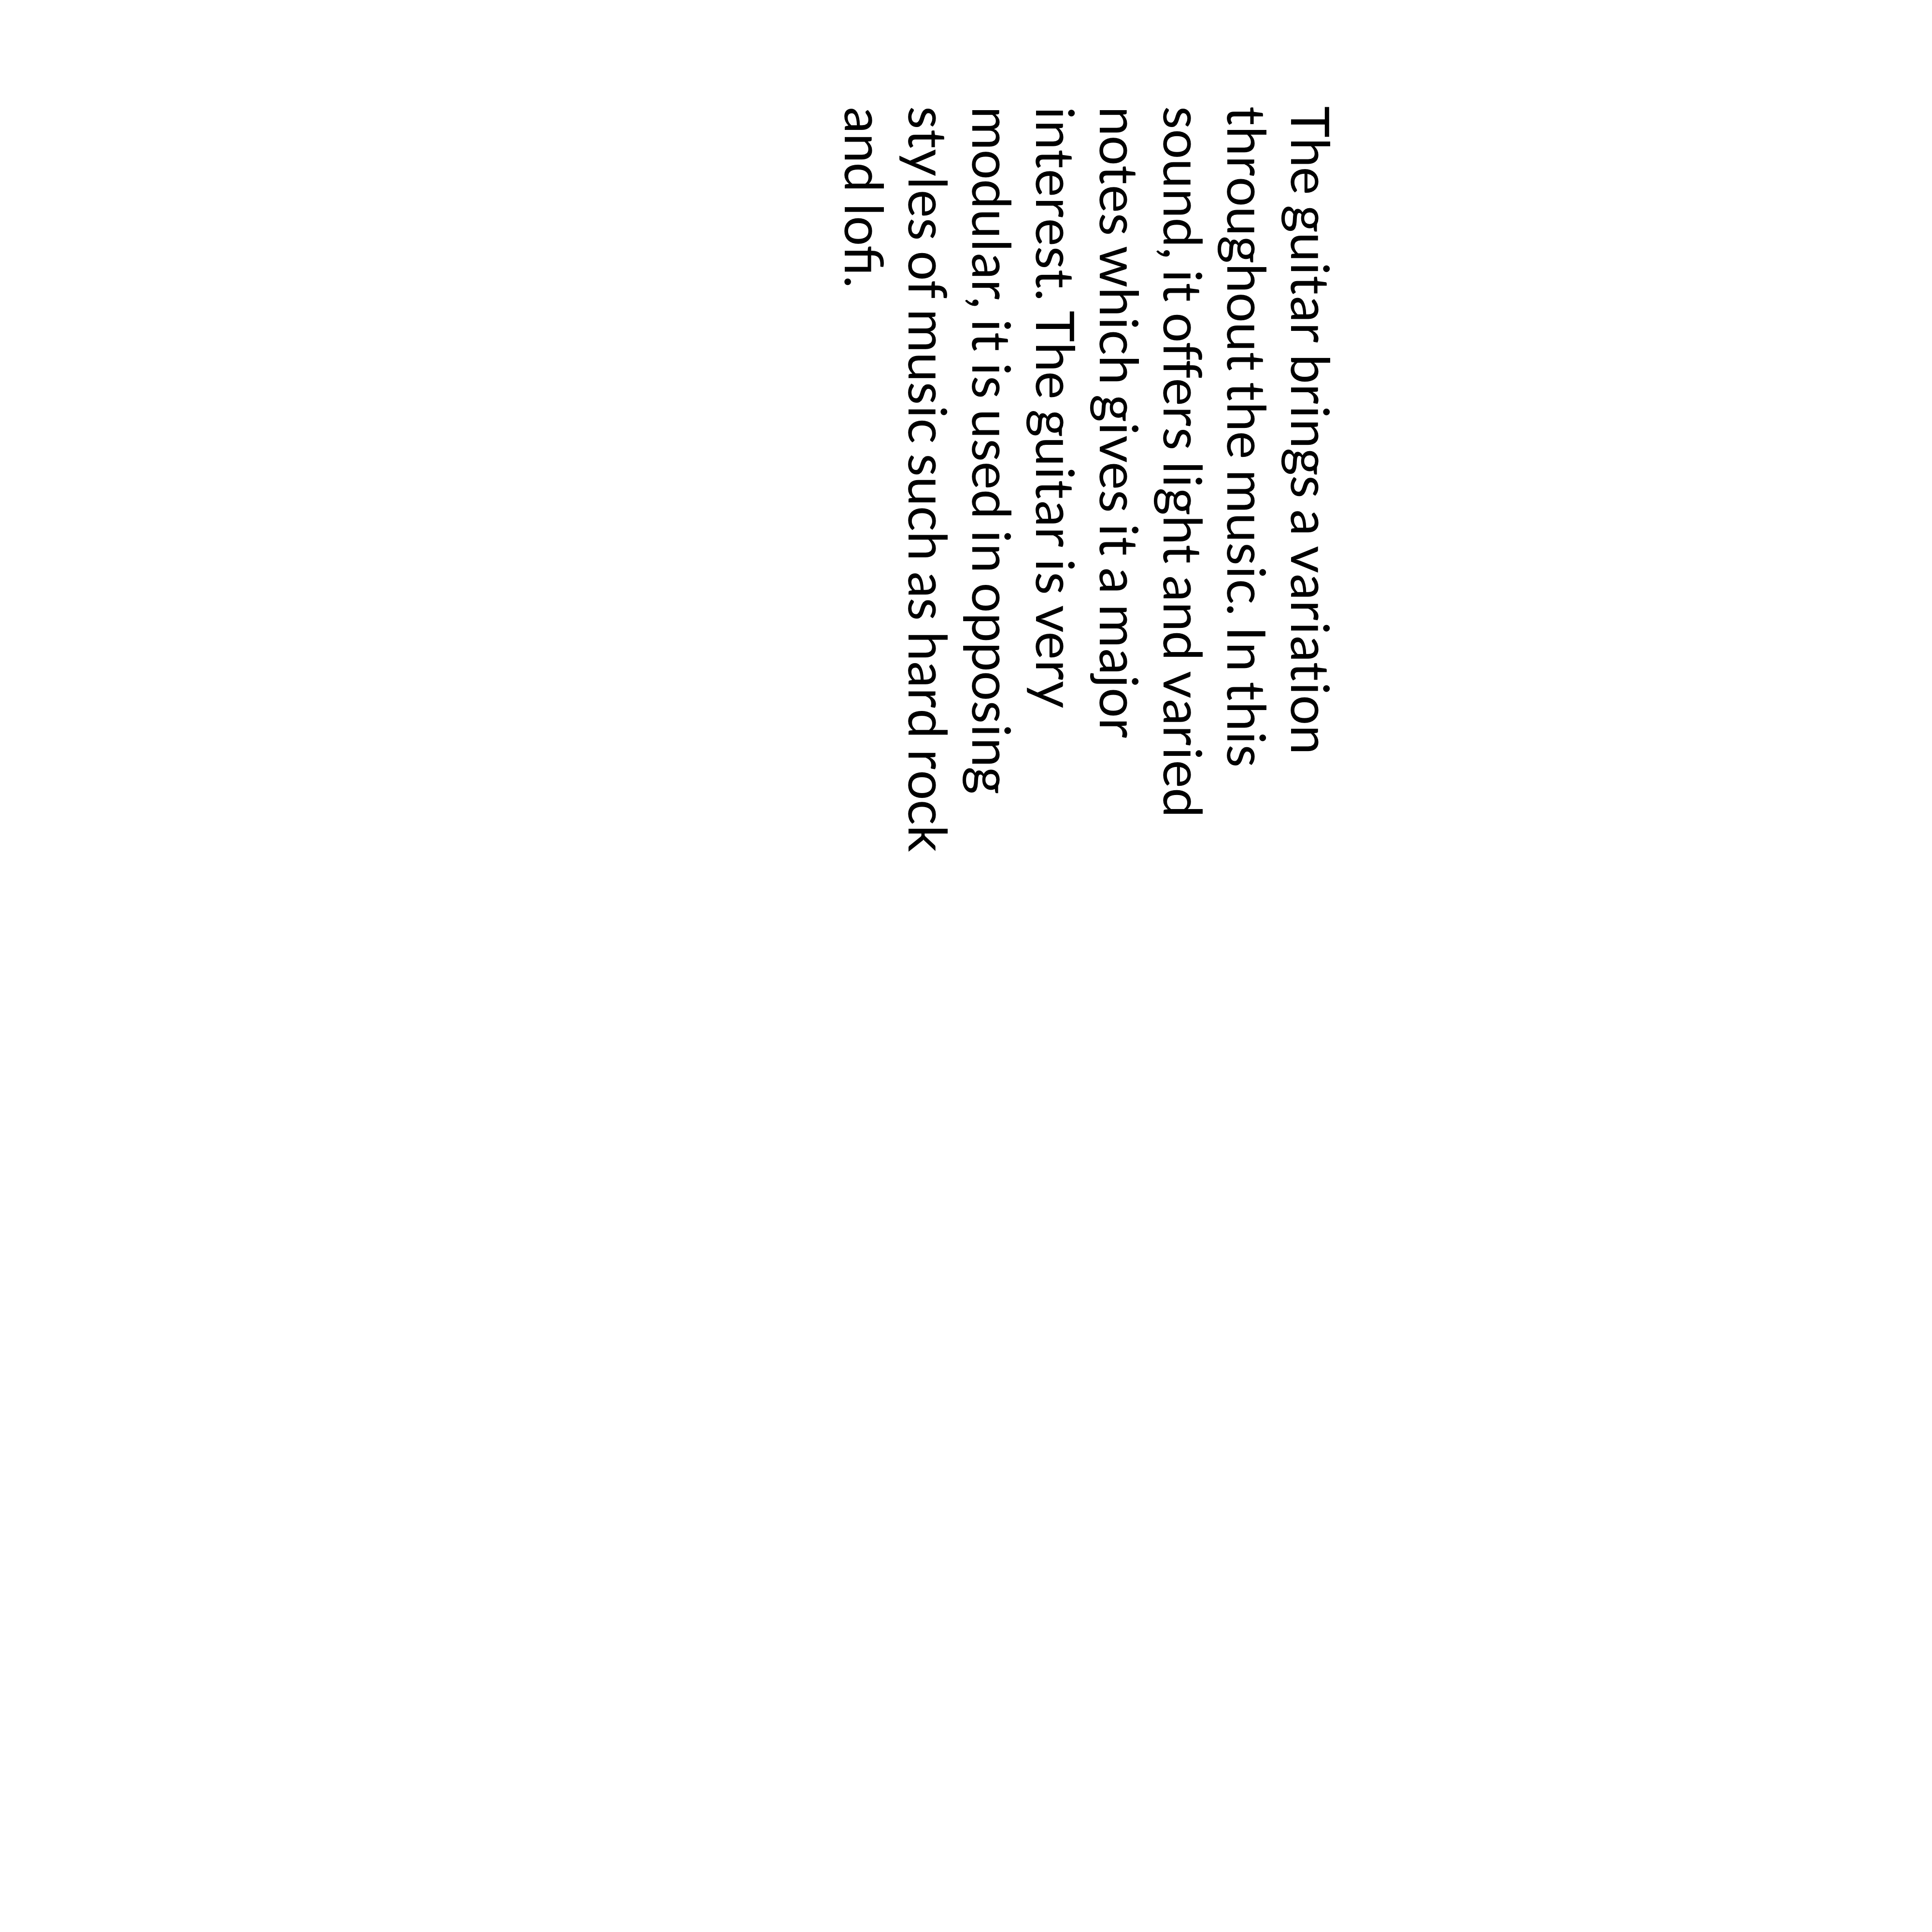 The guitar brings a variation
throughout the music. In this
sound, it offers light and varied
notes which gives it a major
interest. The guitar is very
modular, it is used in opposing
styles of music such as hard rock
and lofi.